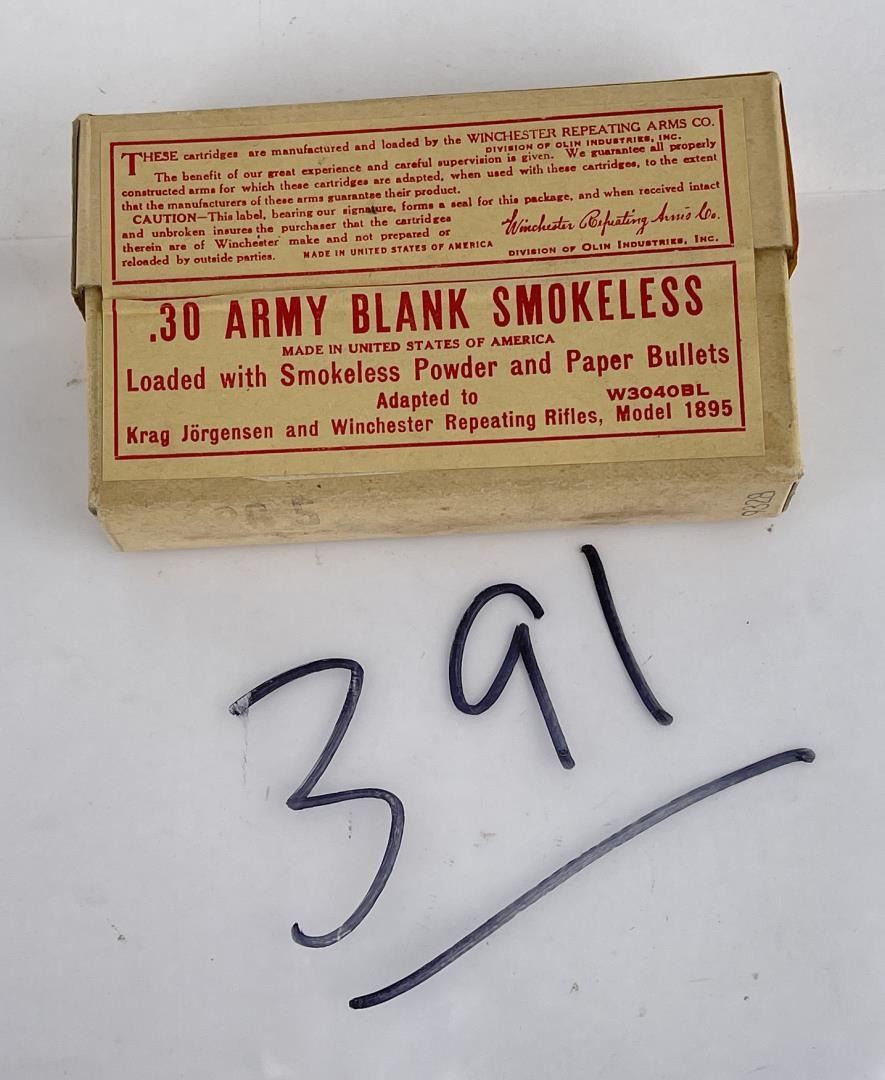 THESE cartridges are manufactured and loaded by the WINCHESTER REPEATING ARMS CO.
DIVISION OF OLIN INDUSTRIES, INC.
The benefit of our great experience and careful supervision is given. We guarantee all properly
constructed arms for which these cartridges are adapted, when used with these cartridges, to the extent
that the manufacturers of these arms guarantee their product.
CAUTION—This label, bearing our signature, forms a seal for this package, and when received intact
and unbroken insures the purchaser that the cartridges
therein are of Winchester make and not prepared or
reloaded by outside parties. MADE IN UNITED STATES OF AMERICA
Winchester Repeating Arms Co.
DIVISION OF OLIN INDUSTRIES, INC.
.30 ARMY BLANK SMOKELESS
MADE IN UNITED STATES OF AMERICA
Loaded with Smokeless Powder and Paper Bullets
Adapted to W3040BL
Krag Jörgensen and Winchester Repeating Rifles, Model 1895
391